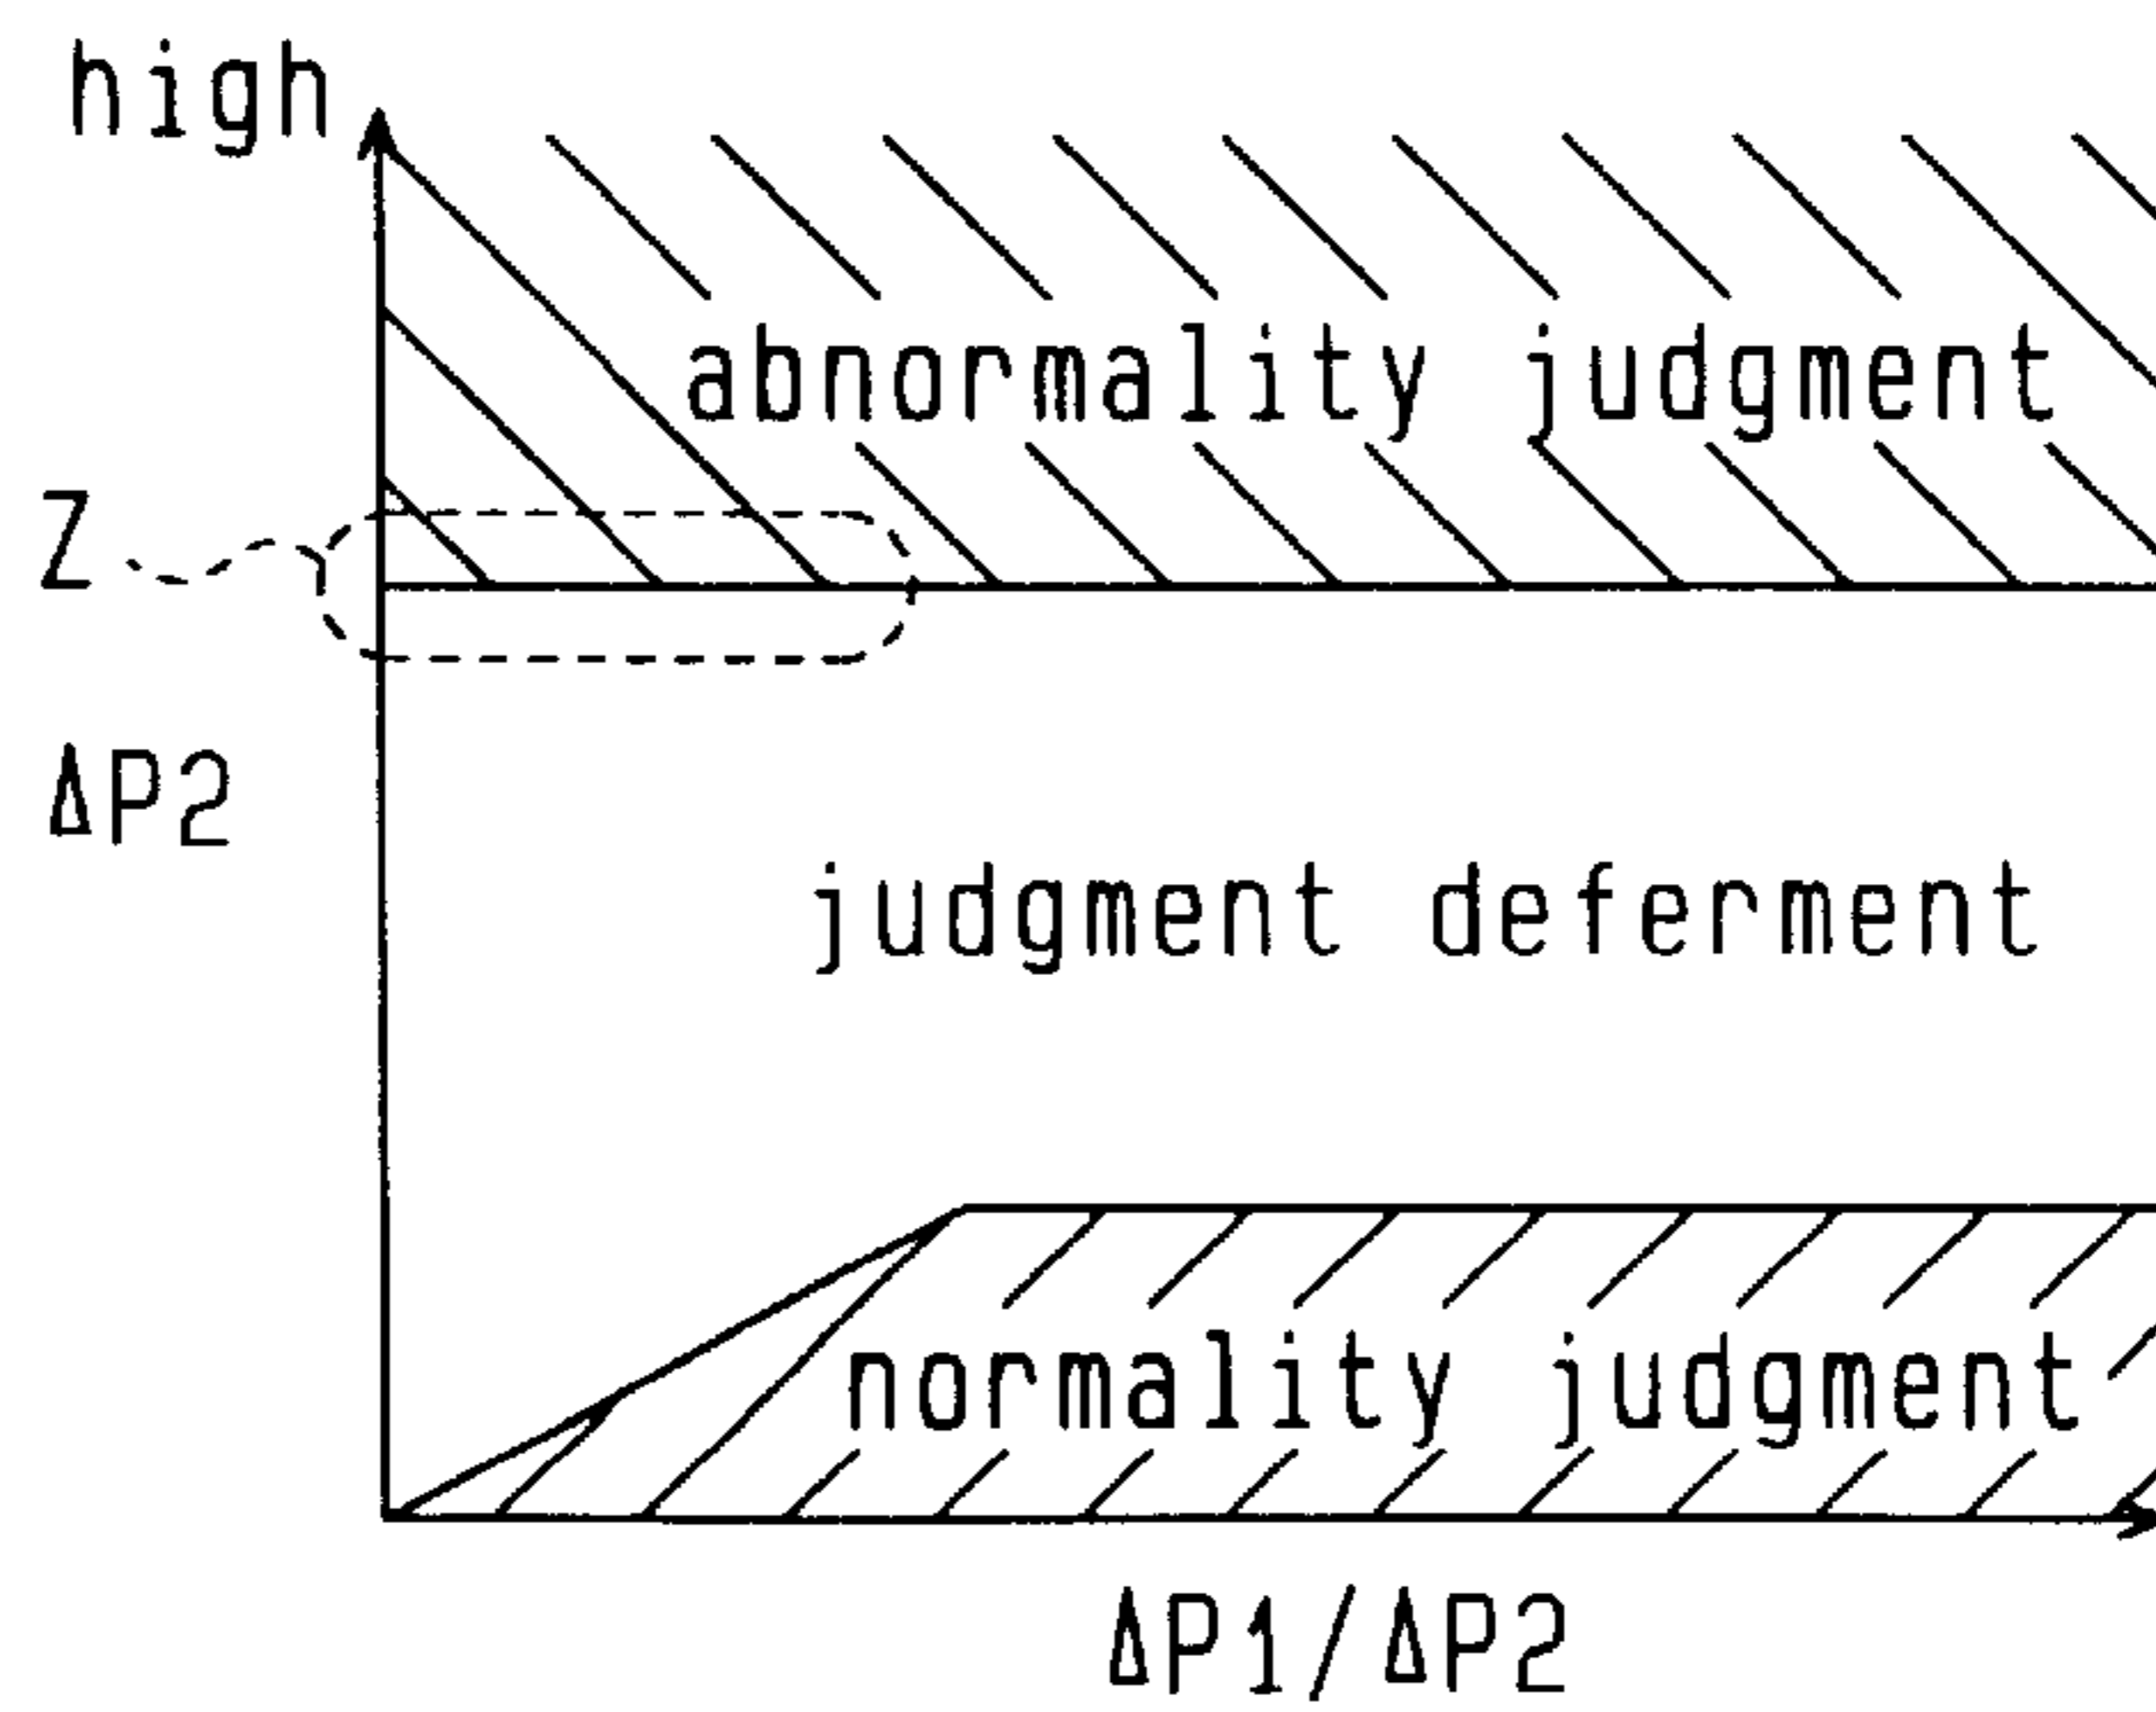 high
abnormality judgment
Z
ΔP2
judgment deferment
normality judgment
ΔP1/ΔP2